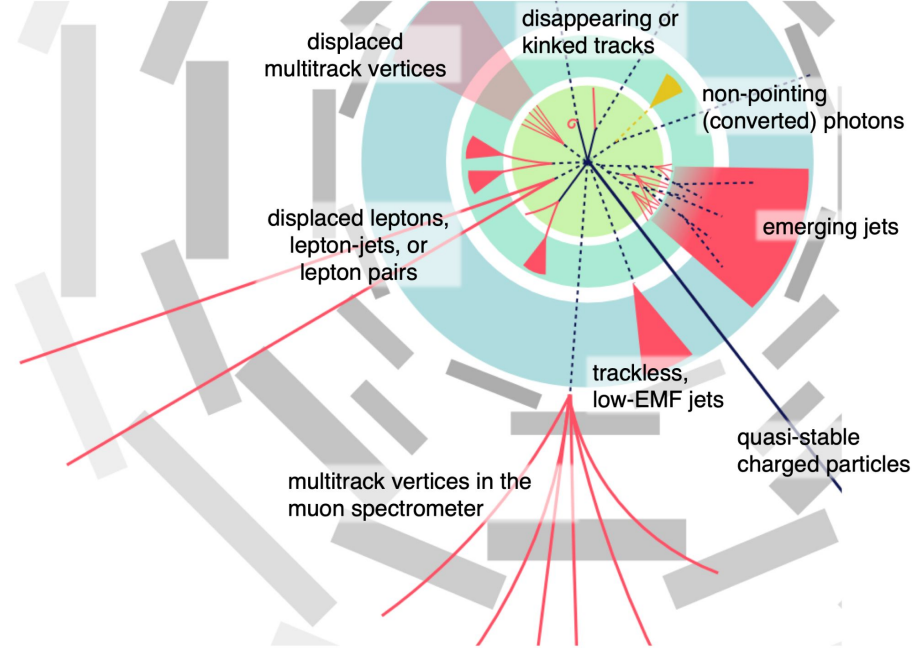 disappearing or
kinked tracks
displaced
multitrack vertices
non-pointing
(converted) photons
displaced leptons,
lepton-jets, or
lepton pairs
emerging jets
trackless,
low-EMF jets
quasi-stable
charged particles
multitrack vertices in the
muon spectrometer